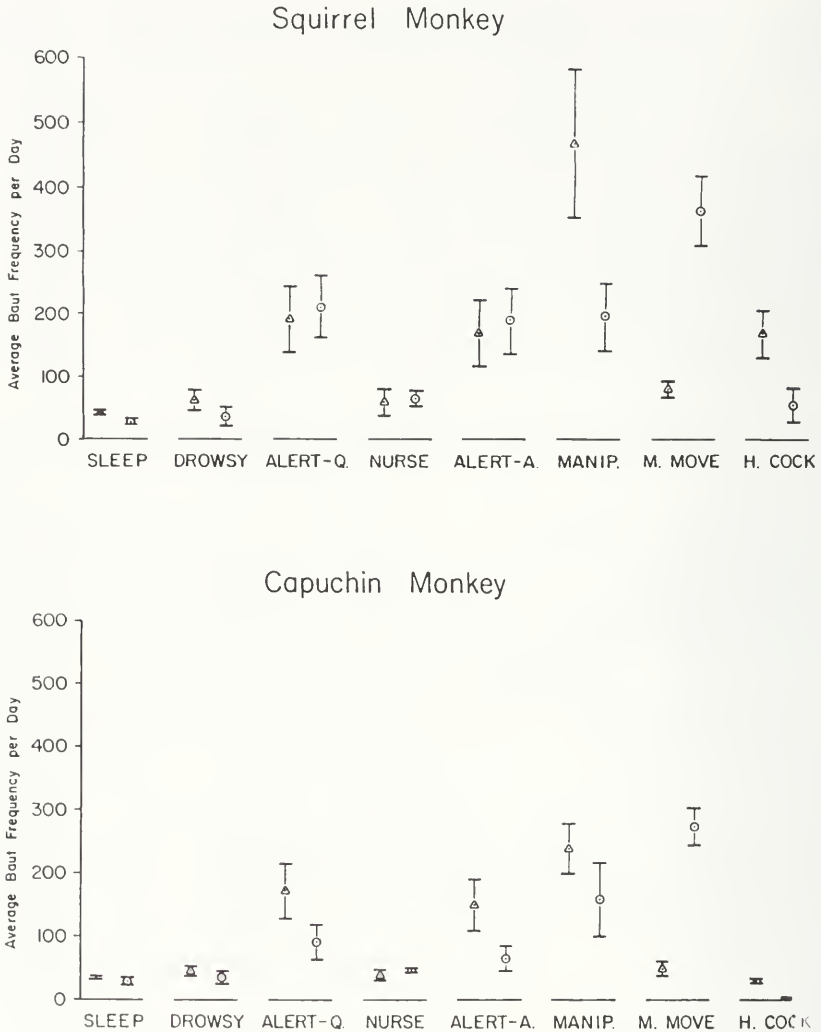 Squirrel Monkey
Average Bout Frequency per Day
600
500
400
300
200
100
0
SLEEP DROWSY ALERT-Q. NURSE ALERT-A. MANIP. M. MOVE H. COCK
Capuchin Monkey
Average Bout Frequency per Day
600
500
400
300
200
100
0
SLEEP DROWSY ALERT-Q. NURSE ALERT-A. MANIP. M. MOVE H. COCK